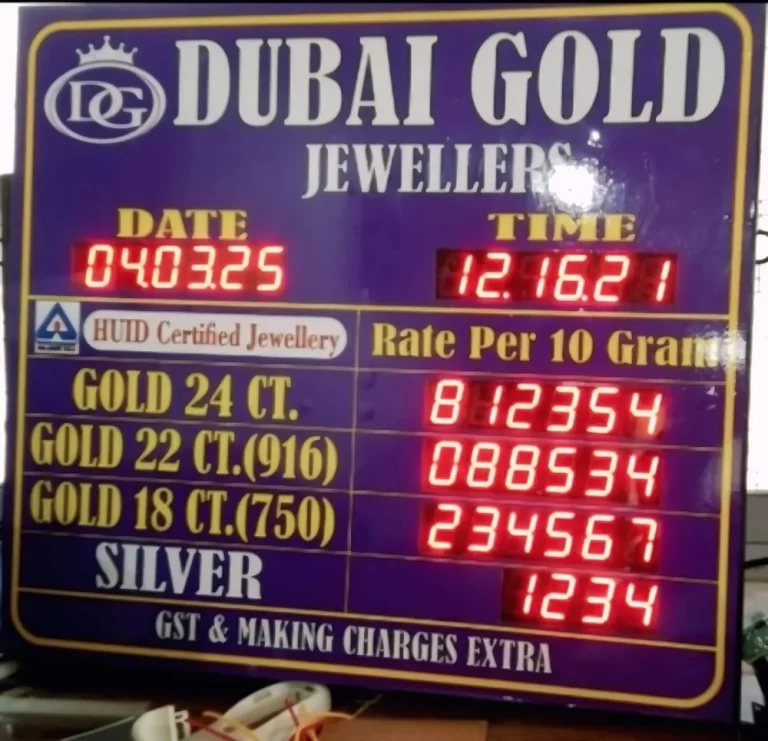 DG DUBAI GOLD
JEWELLERS
DATE TIME
04.03.25 12.16.21
HUID Certified Jewellery Rate Per 10 Gram
GOLD 24 CT. 812354
GOLD 22 CT.(916) 088534
GOLD 18 CT.(750) 234567
SILVER 1234
GST & MAKING CHARGES EXTRA